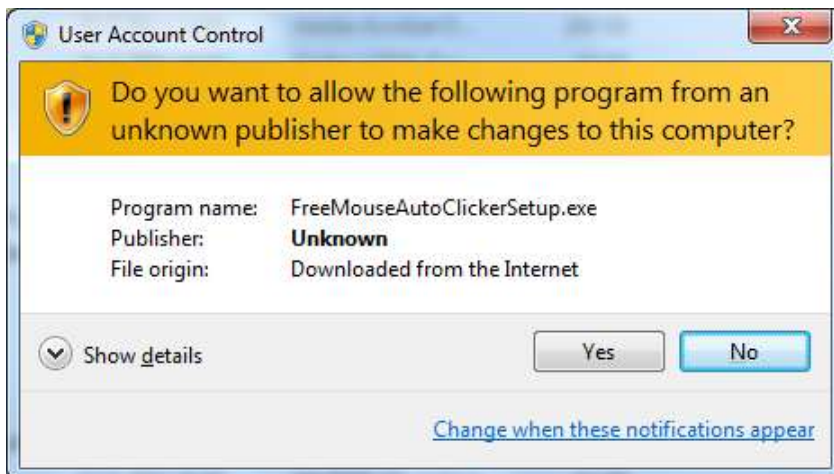 User Account Control
Do you want to allow the following program from an
unknown publisher to make changes to this computer?
Program name: FreeMouseAutoClickerSetup.exe
Publisher: Unknown
File origin: Downloaded from the Internet
Show details
Yes No
Change when these notifications appear